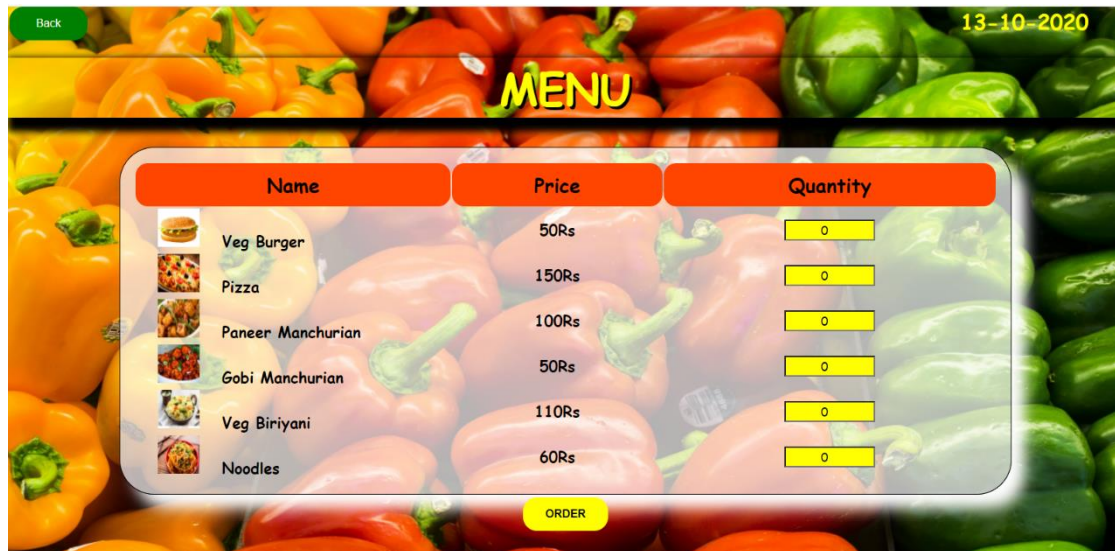 Back
13-10-2020
MENU
Name Price Quantity
Veg Burger 50Rs 0
Pizza 150Rs 0
Paneer Manchurian 100Rs 0
Gobi Manchurian 50Rs 0
Veg Biriyani 110Rs 0
Noodles 60Rs 0
ORDER